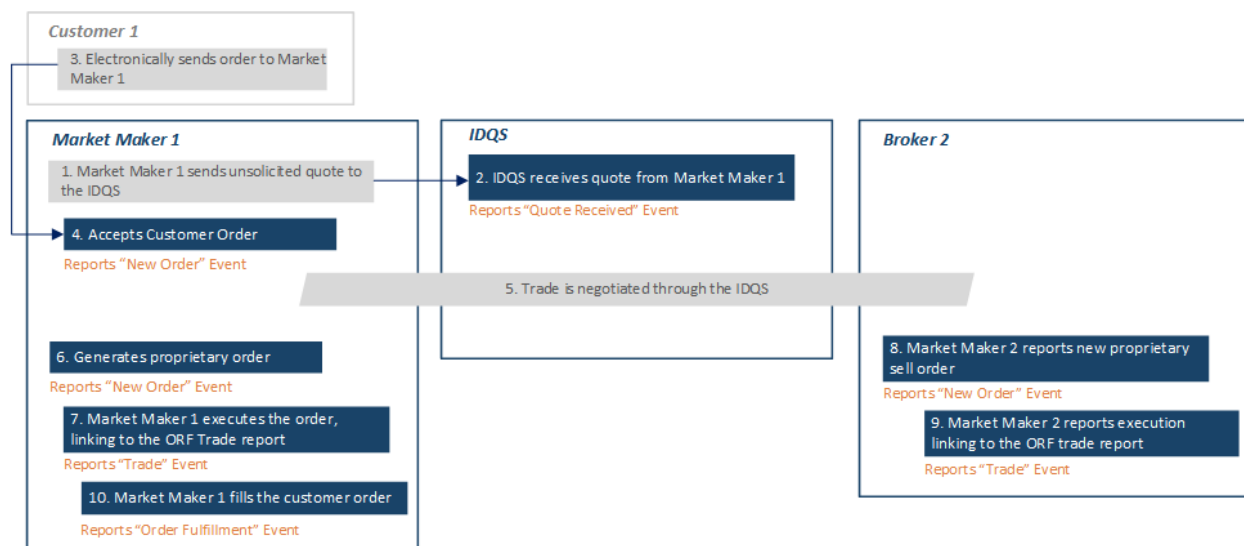 Customer 1
3. Electronically sends order to Market
Maker 1
Market Maker 1
1. Market Maker 1 sends unsolicited quote to
the IDQS
4. Accepts Customer Order
Reports “New Order” Event
IDQS
2. IDQS receives quote from Market Maker 1
Reports “Quote Received” Event
Broker 2
5. Trade is negotiated through the IDQS
6. Generates proprietary order
Reports “New Order” Event
7. Market Maker 1 executes the order,
linking to the ORF Trade report
Reports “Trade” Event
10. Market Maker 1 fills the customer order
Reports “Order Fulfillment” Event
8. Market Maker 2 reports new proprietary
sell order
Reports “New Order” Event
9. Market Maker 2 reports execution
linking to the ORF trade report
Reports “Trade” Event